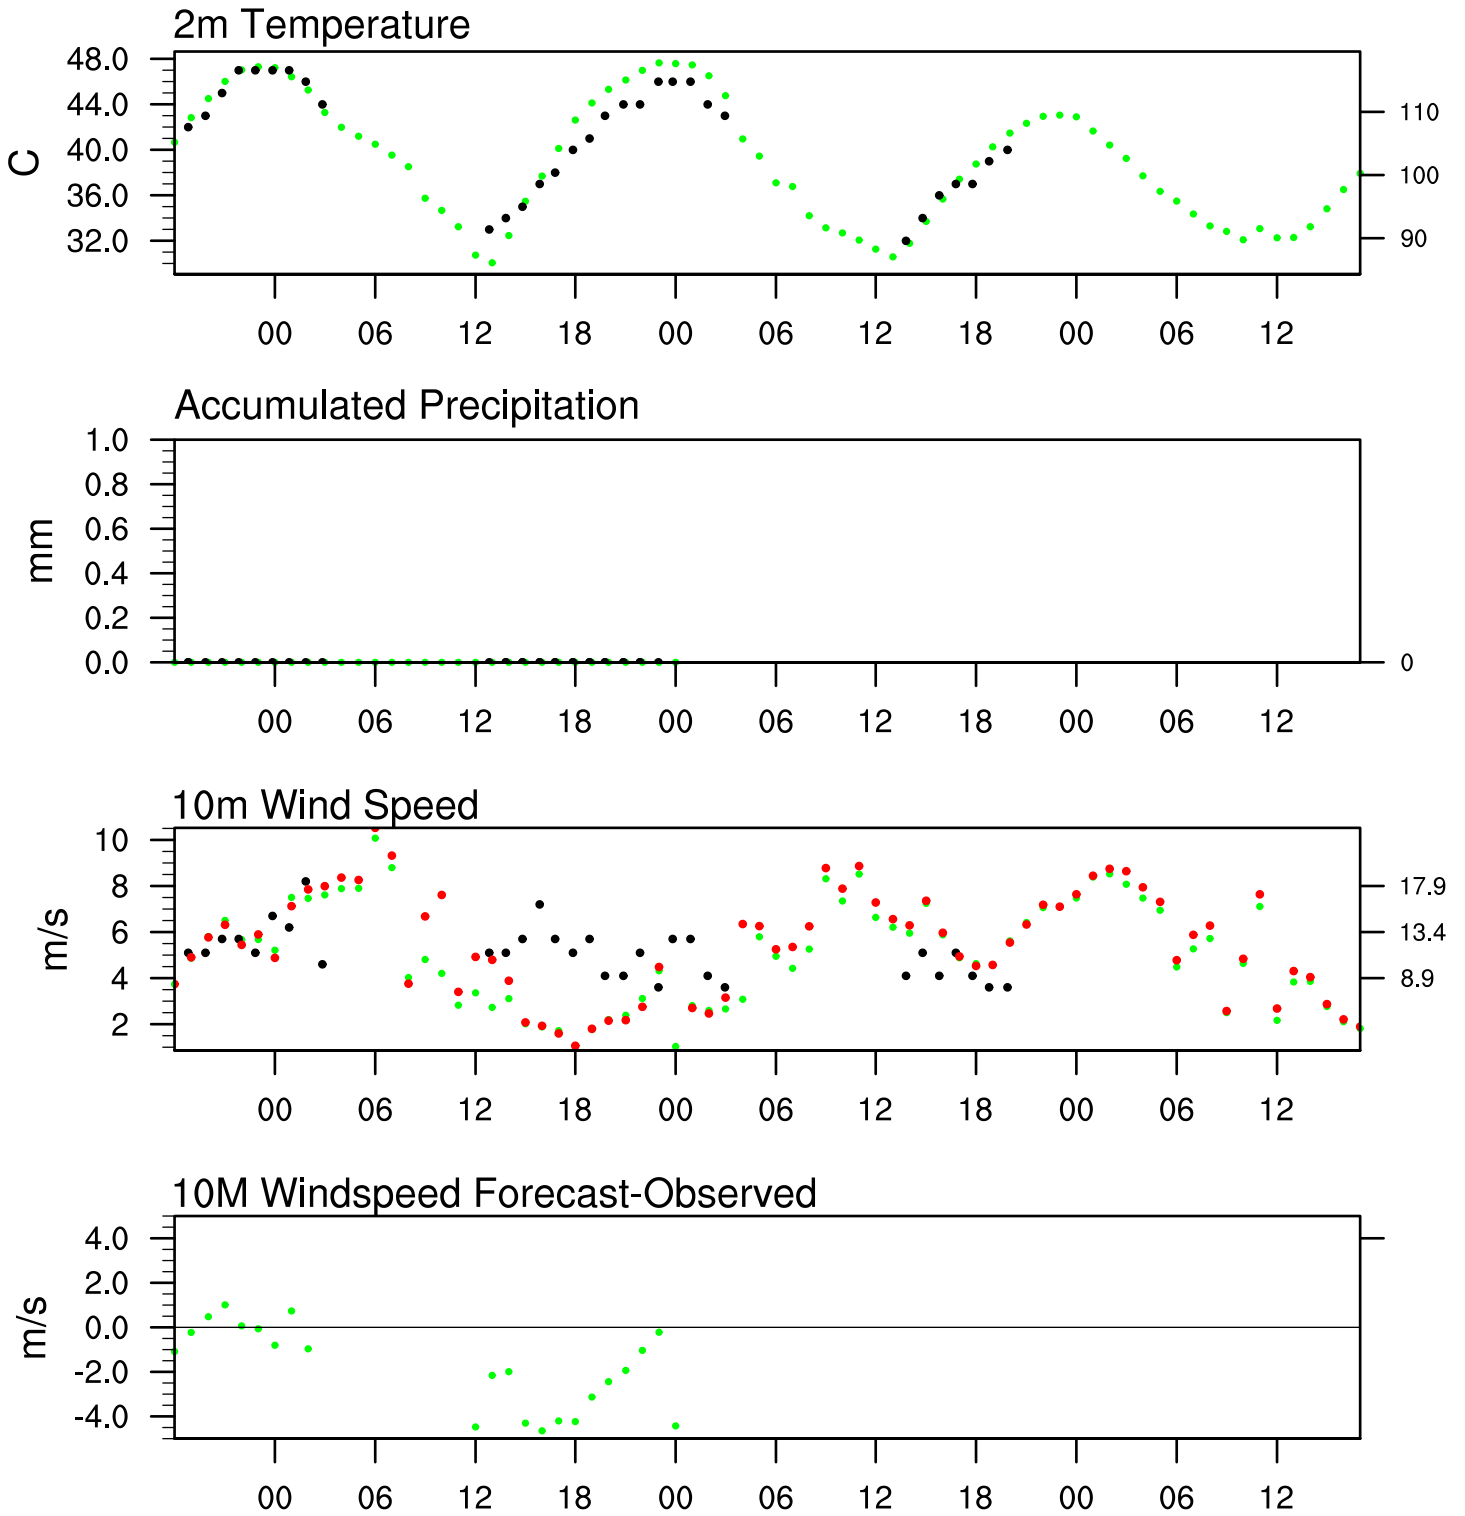 2m Temperature
48.0
44.0
40.0
36.0
32.0
C
110
100
90
00 06 12 18 00 06 12 18 00 06 12
Accumulated Precipitation
1.0
0.8
0.6
0.4
0.2
0.0
mm
0
00 06 12 18 00 06 12 18 00 06 12
10m Wind Speed
10
8
6
4
2
m/s
17.9
13.4
8.9
00 06 12 18 00 06 12 18 00 06 12
10M Windspeed Forecast-Observed
4.0
2.0
0.0
-2.0
-4.0
m/s
00 06 12 18 00 06 12 18 00 06 12